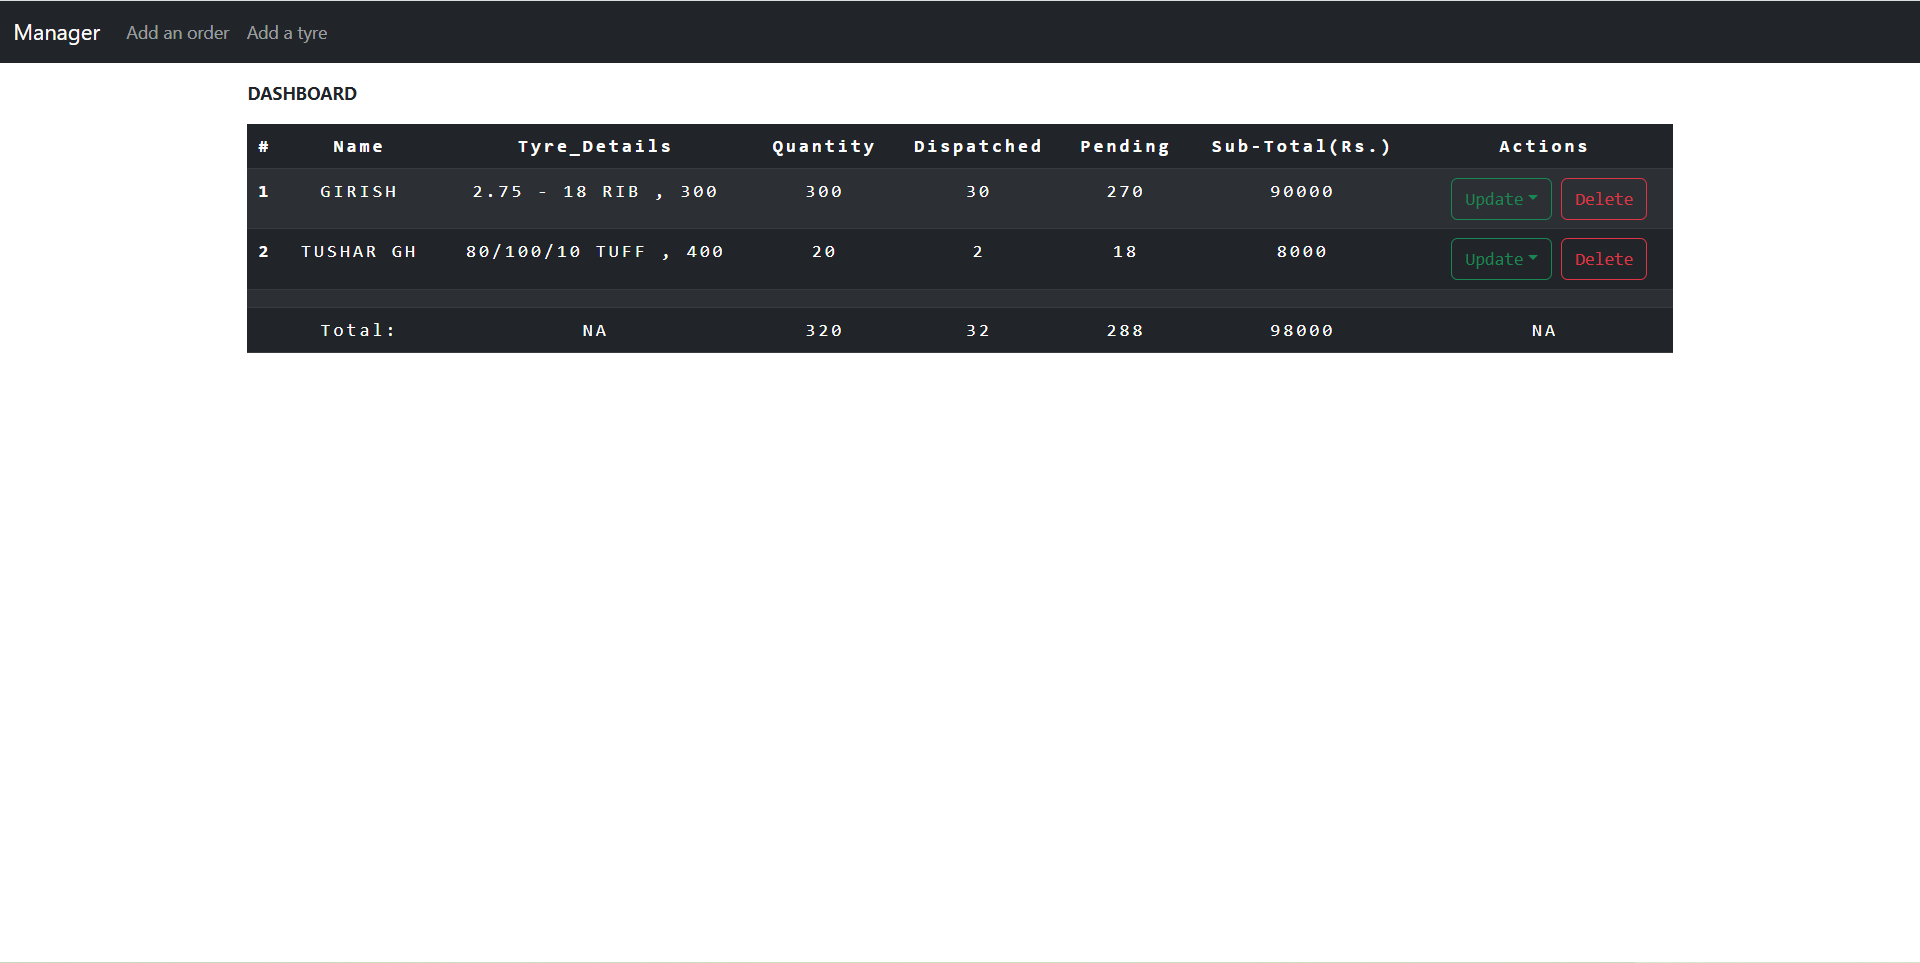 Manager Add an order Add a tyre
DASHBOARD
# Name Tyre_Details Quantity Dispatched Pending Sub-Total(Rs.) Actions
1 GIRISH 2.75 - 18 RIB , 300 300 30 270 90000 Update Delete
2 TUSHAR GH 80/100/10 TUFF , 400 20 2 18 8000 Update Delete
Total: NA 320 32 288 98000 NA